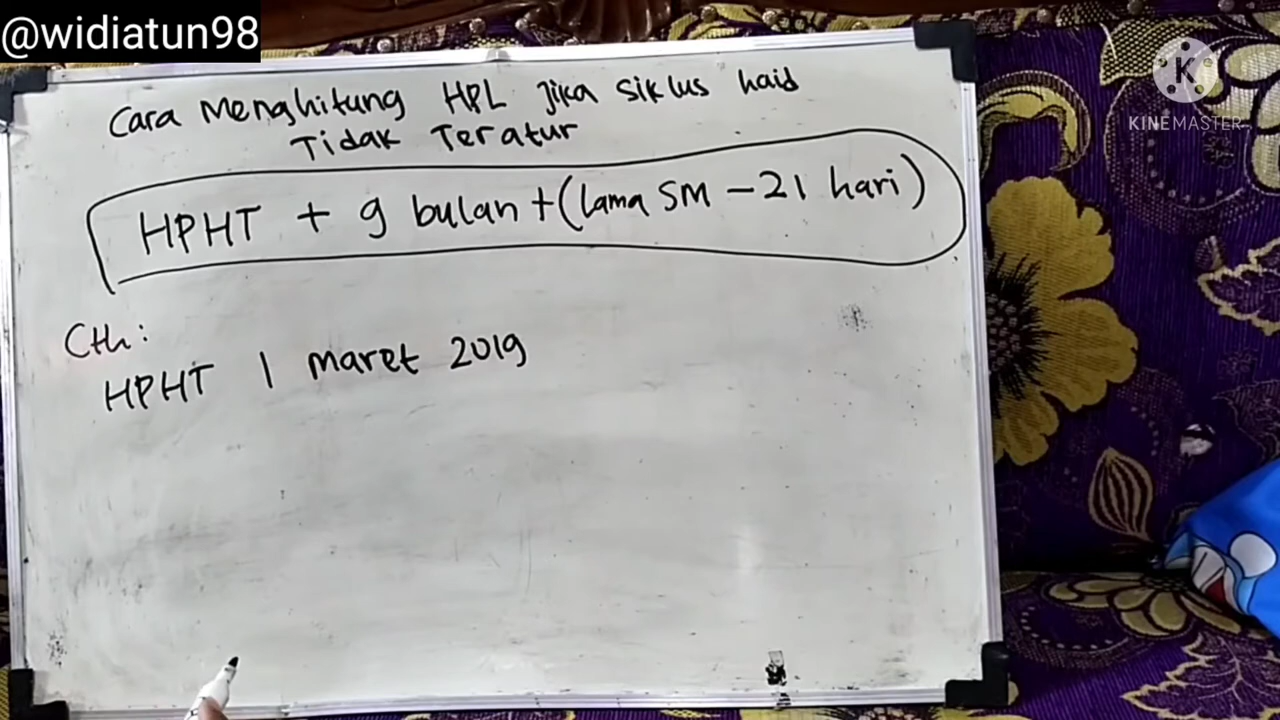 @widiatun98
K
KINEMASTER
Cara Menghitung HPL Jika Siklus haid
Tidak Teratur
HPHT + 9 bulan + (lama SM - 21 hari)
Cth:
HPHT 1 maret 2019